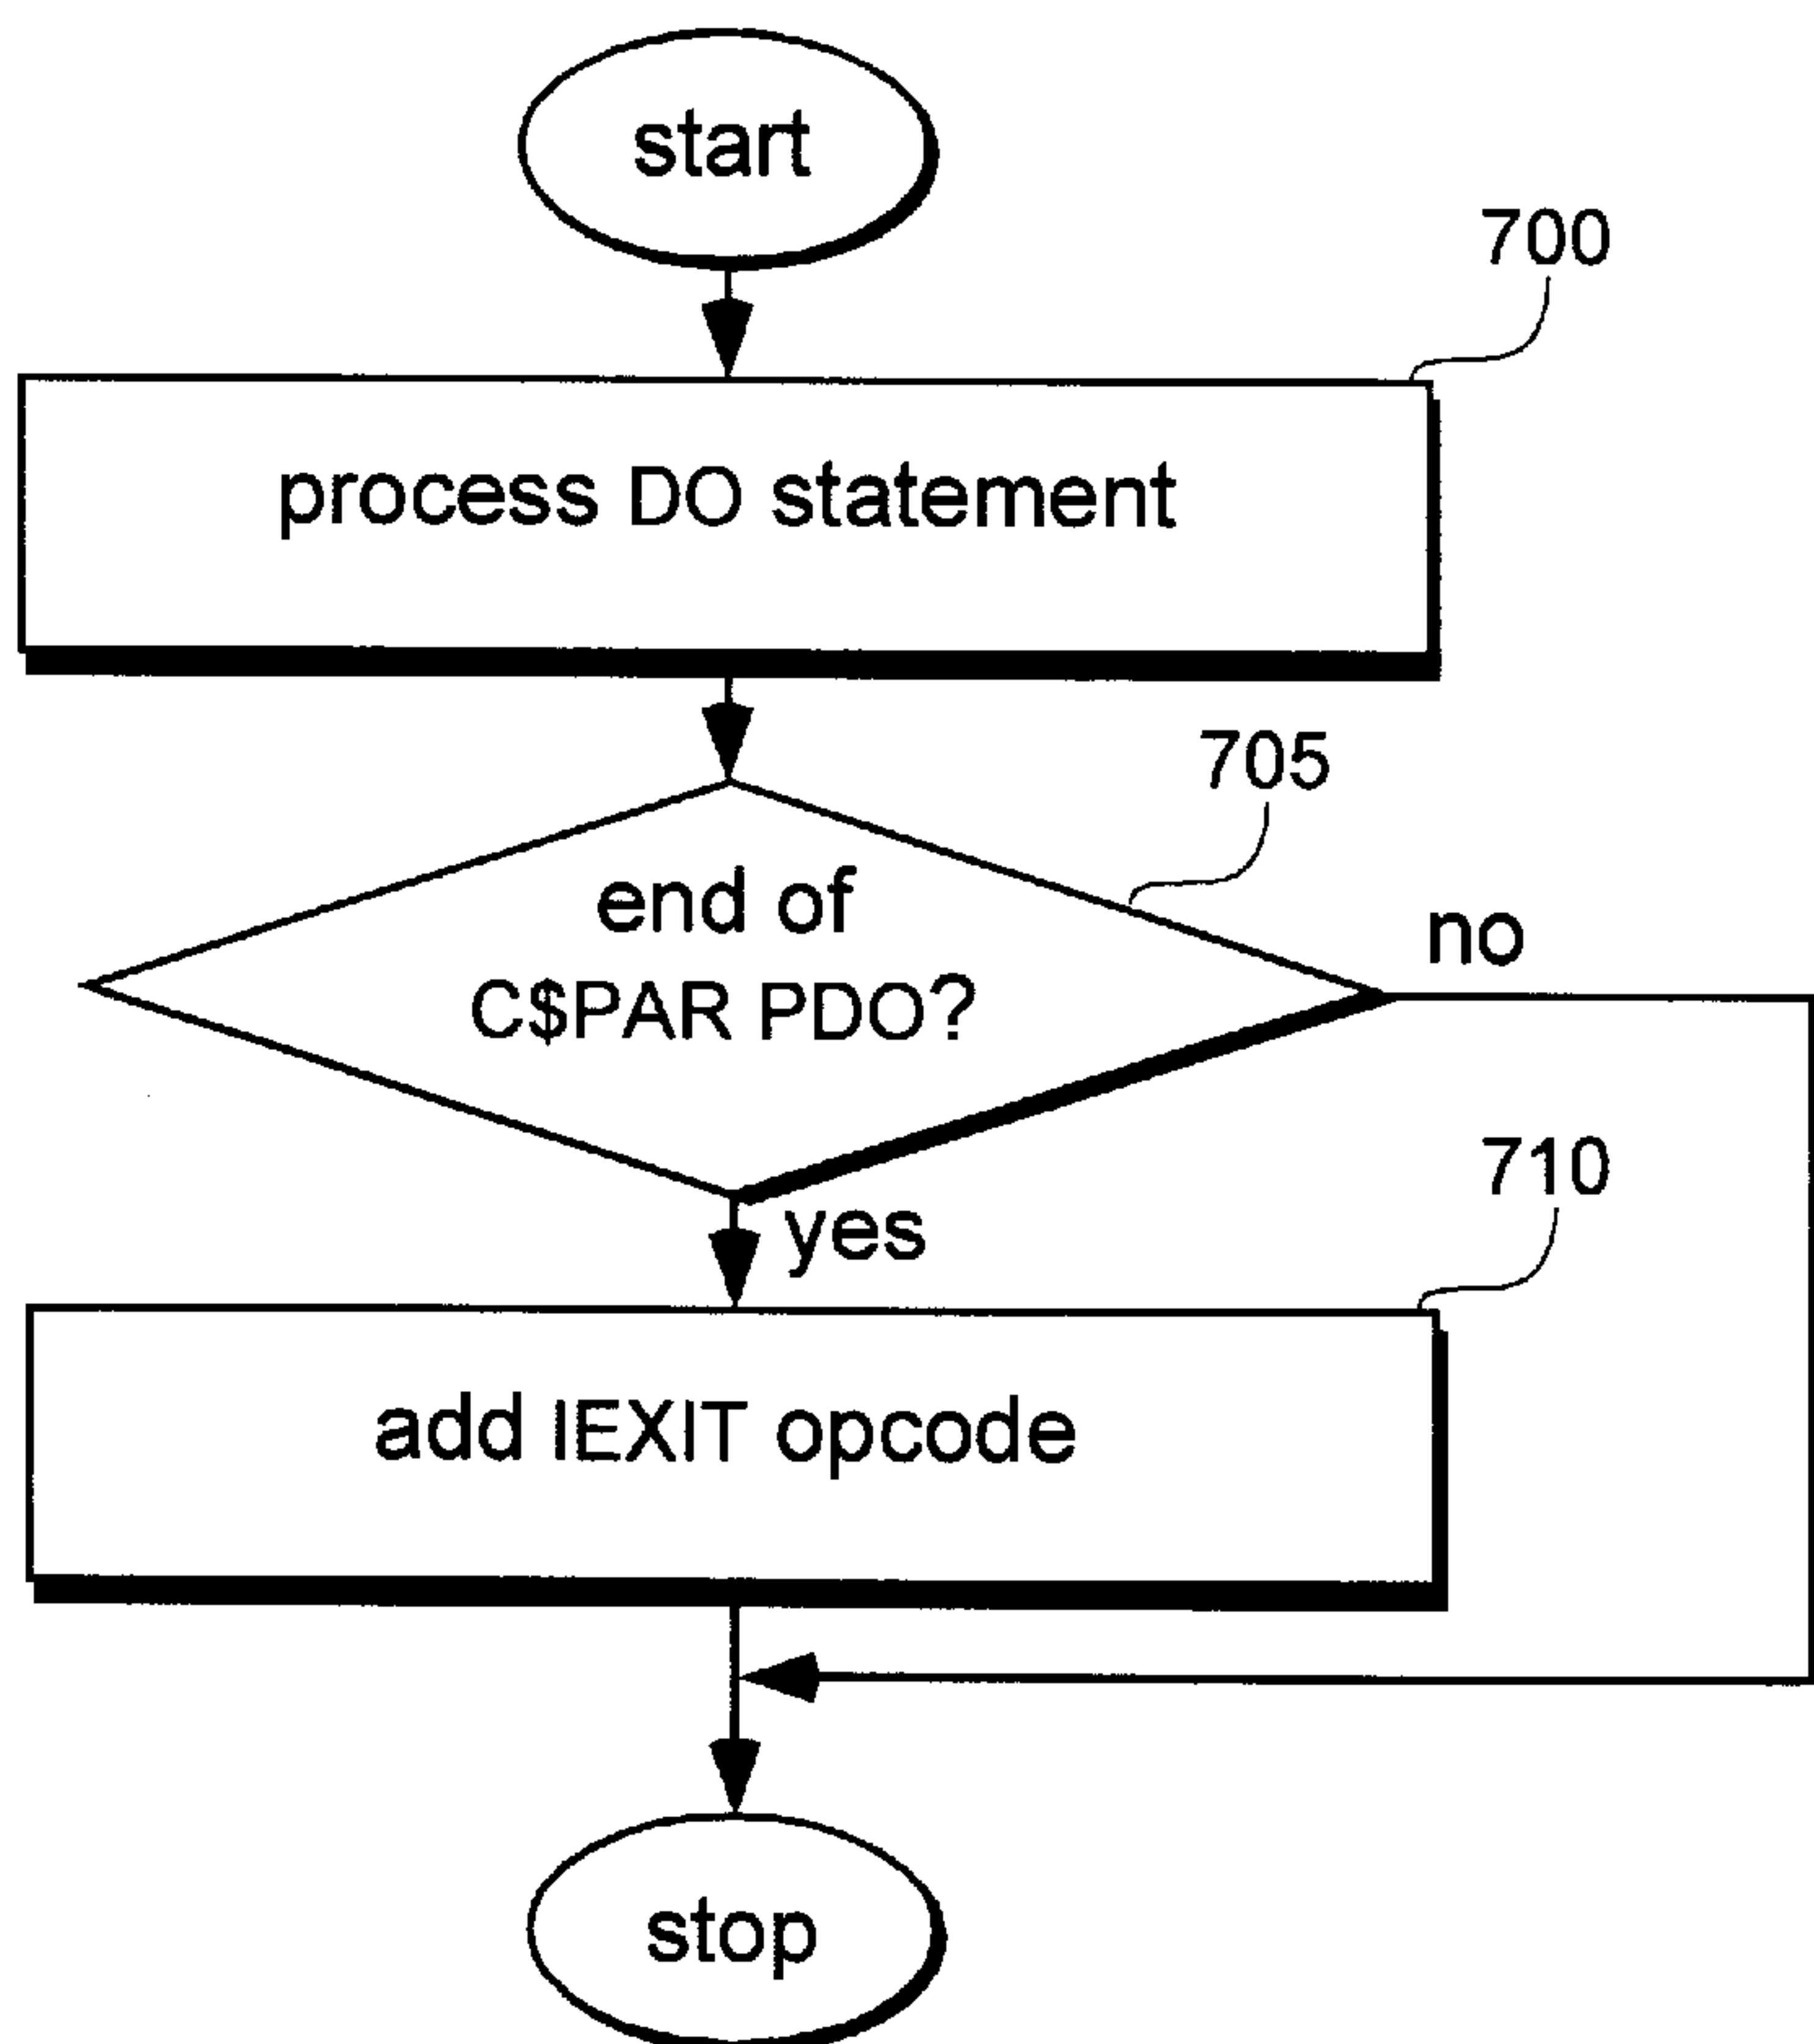 start
700
process DO statement
705
end of
C$PAR PDO?
no
yes
710
add IEXIT opcode
stop